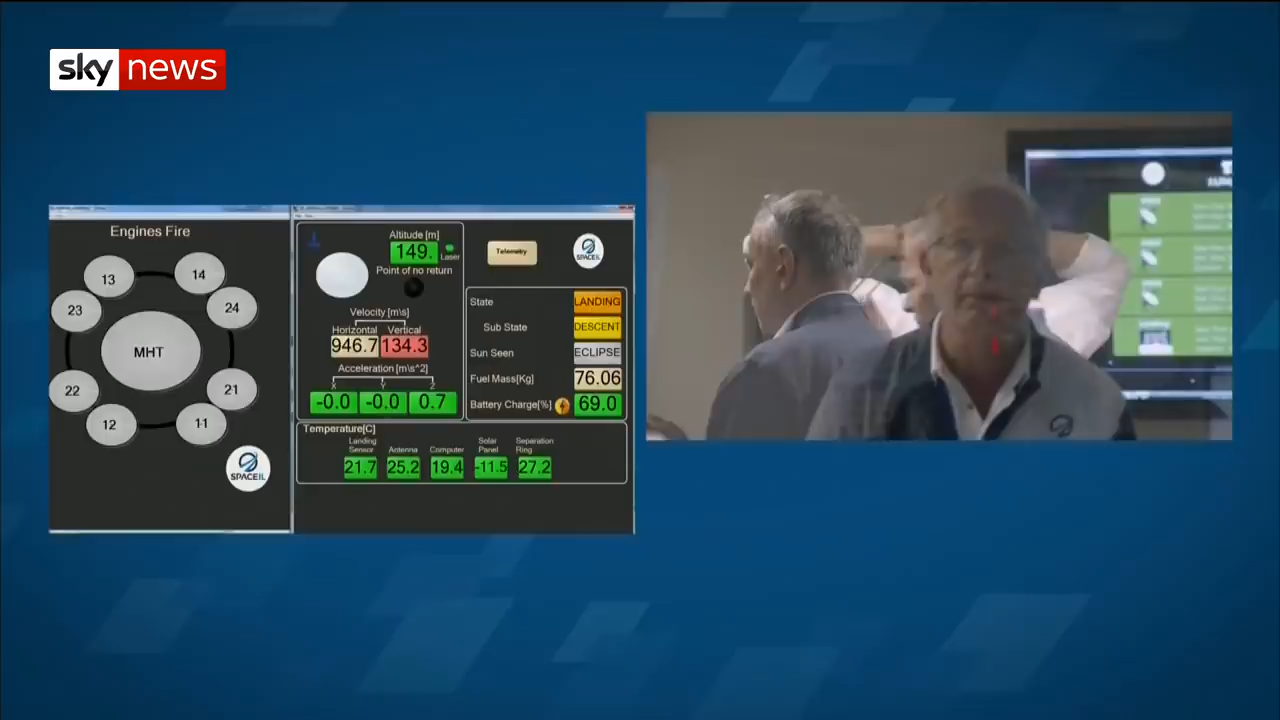 sky news
Engines Fire
13
14
23
24
MHT
22
21
12
11
SPACEIL
Altitude [m]
149.
Laser
Point of no return
Velocity [m\s]
Horizontal Vertical
946.7 134.3
Acceleration [m\s^2]
X Y Z
-0.0 -0.0 0.7
Telemetry
SPACEIL
State LANDING
Sub State DESCENT
Sun Seen ECLIPSE
Fuel Mass[Kg] 76.06
Battery Charge[%] 69.0
Temperature[C]
Landing Sensor
Antenna
Computer
Solar Panel
Separation Ring
21.7 25.2 19.4 -11.5 27.2